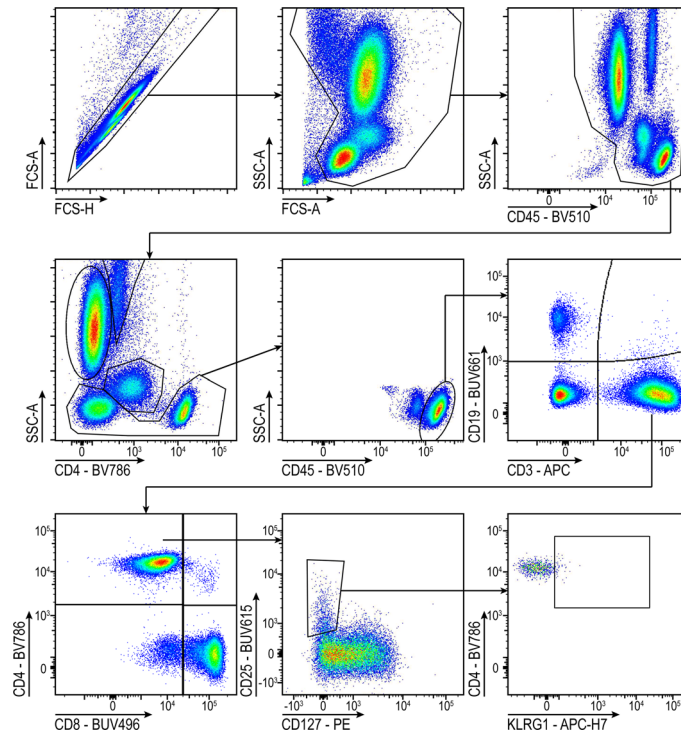 FCS-A
FCS-H
SSC-A
FCS-A
SSC-A
0 10⁴ 10⁵
CD45 - BV510
SSC-A
0 10³ 10⁴ 10⁵
CD4 - BV786
SSC-A
0 10⁴ 10⁵
CD45 - BV510
CD19 - BUV661
10⁵
10⁴
10³
0
0 10⁴ 10⁵
CD3 - APC
CD4 - BV786
10⁵
10⁴
10³
0
0 10⁴ 10⁵
CD8 - BUV496
CD25 - BUV615
10⁵
10⁴
10³
0
-10³
-10³ 0 10³ 10⁴ 10⁵
CD127 - PE
CD4 - BV786
10⁵
10⁴
10³
0
0 10³ 10⁴ 10⁵
KLRG1 - APC-H7